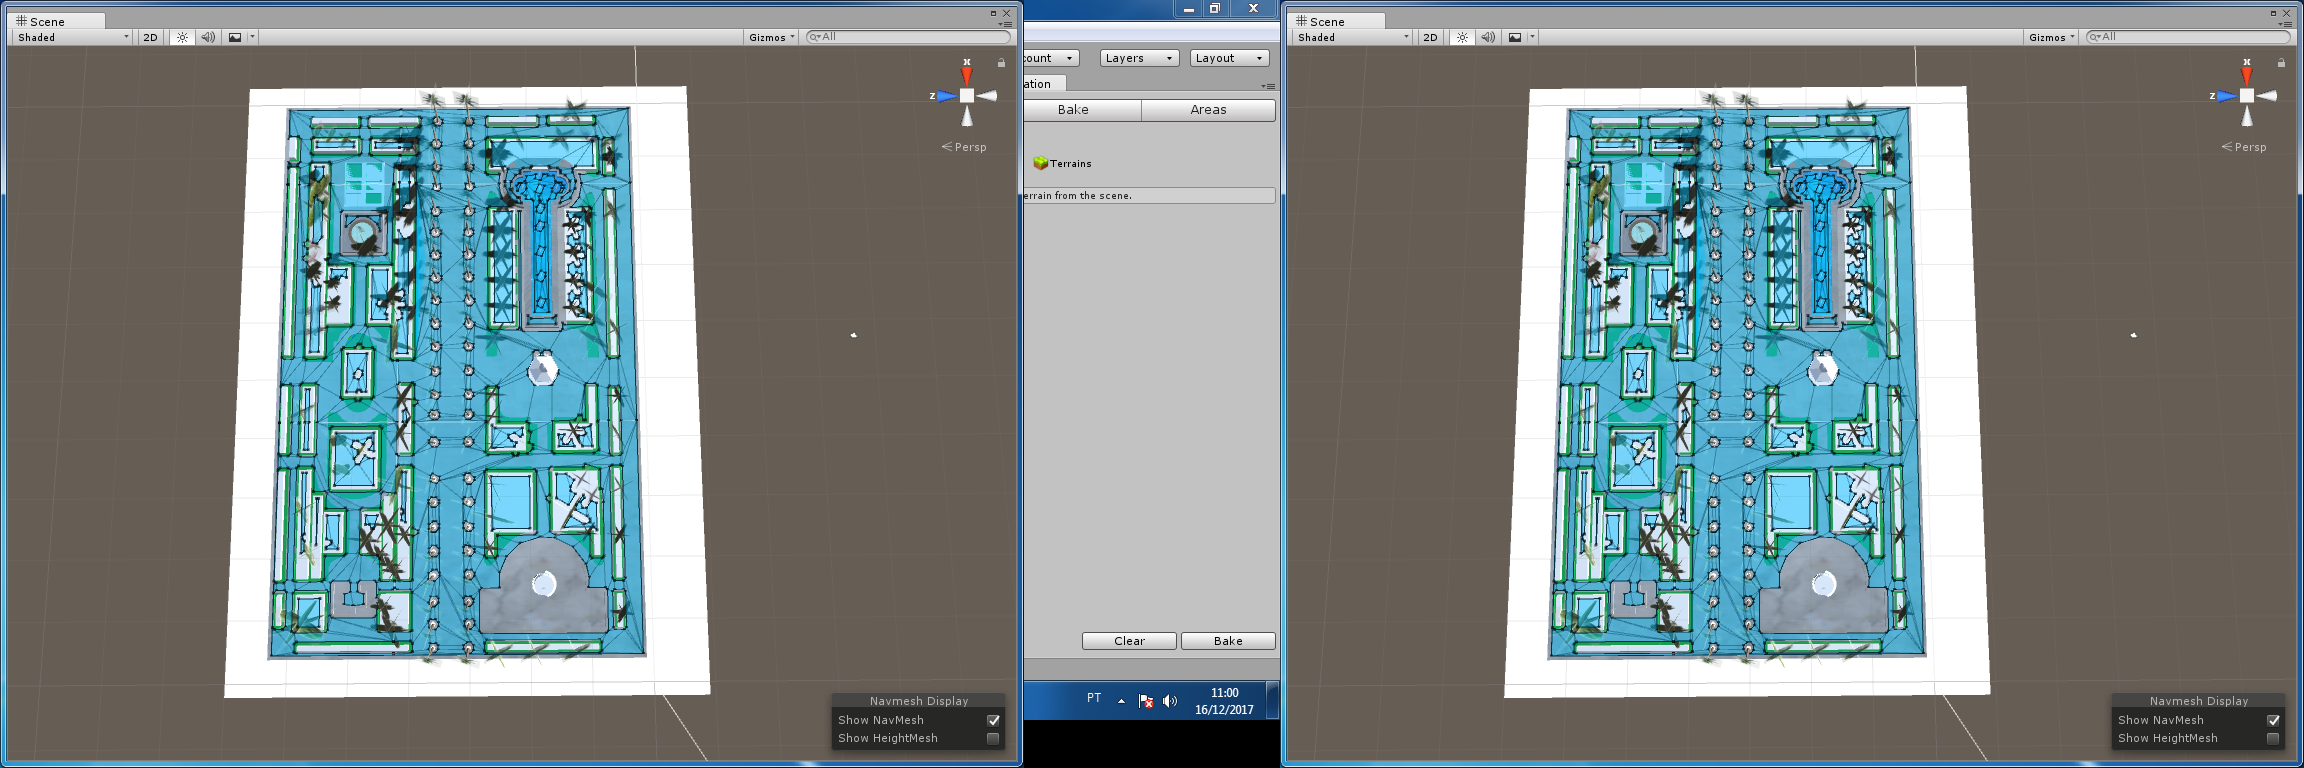 Scene
Shaded
2D
Gizmos
All
x
z
Persp
Navmesh Display
Show NavMesh
Show HeightMesh
ount
Layers
Layout
ation
Bake
Areas
Terrains
errain from the scene.
Clear
Bake
PT
11:00
16/12/2017
Scene
Shaded
2D
Gizmos
All
x
z
Persp
Navmesh Display
Show NavMesh
Show HeightMesh